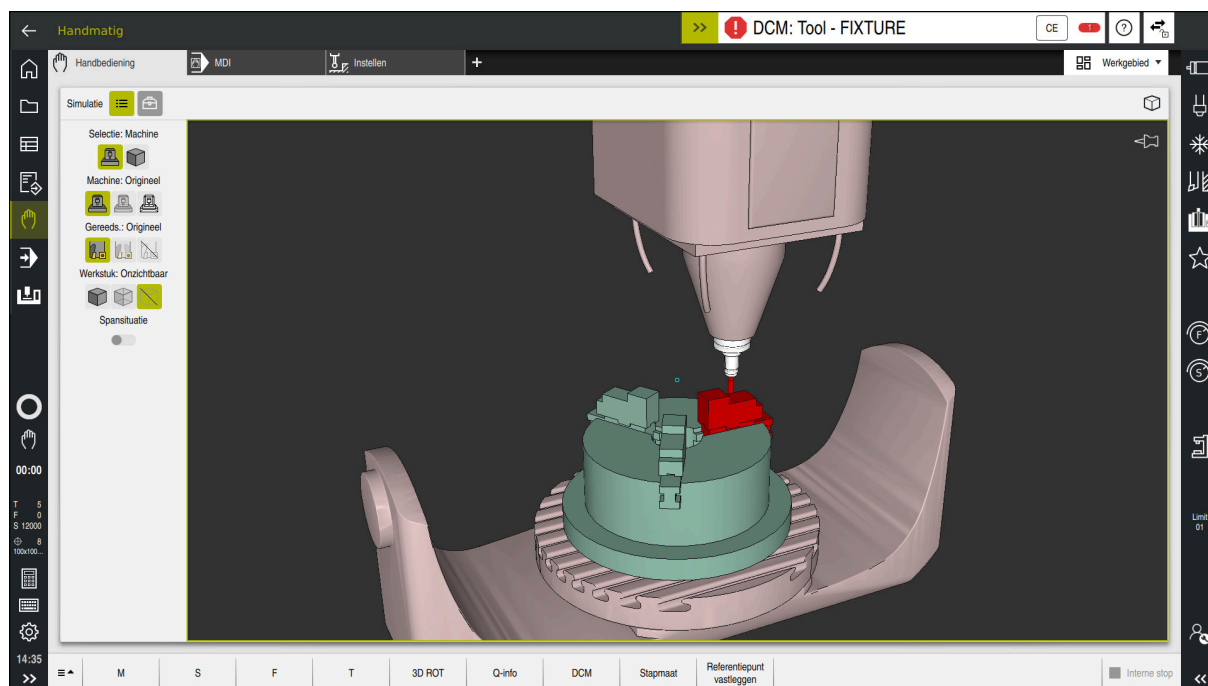 Handmatig
DCM: Tool - FIXTURE
CE
1
?
Handbediening
MDI
Instellen
+
Werkgebied
Simulatie
Selectie: Machine
Machine: Origineel
Gereeds.: Origineel
Werkstuk: Onzichtbaar
Spansituatie
F
S
00:00
T 5
F 0
S 12000
8
100x100...
Limit
01
14:35
M
S
F
T
3D ROT
Q-info
DCM
Stapmaat
Referentiepunt
vastleggen
Interne stop